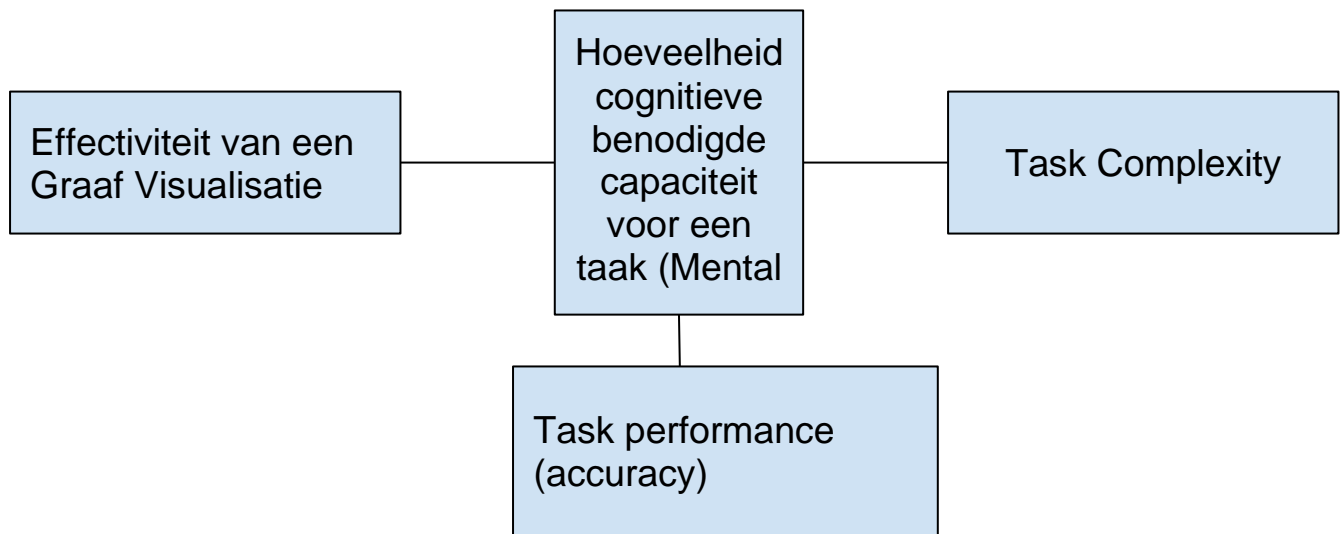 Hoeveelheid
cognitieve
benodigde
capaciteit
voor een
taak (Mental
Effectiviteit van een
Graaf Visualisatie
Task Complexity
Task performance
(accuracy)